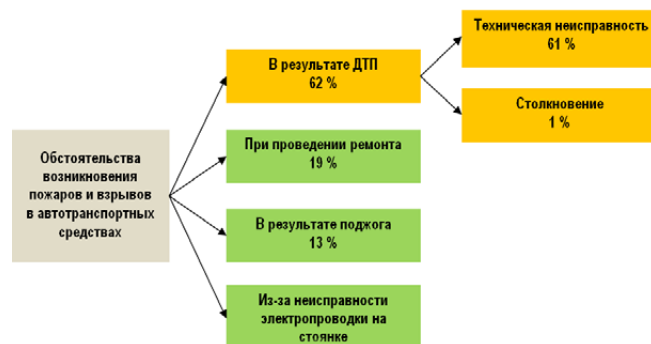 Техническая неисправность
61 %
В результате ДТП
62 %
Столкновение
1 %
При проведении ремонта
19 %
Обстоятельства
возникновения
пожаров и взрывов
в автотранспортных
средствах
В результате поджога
13 %
Из-за неисправности
электропроводки на
стоянке